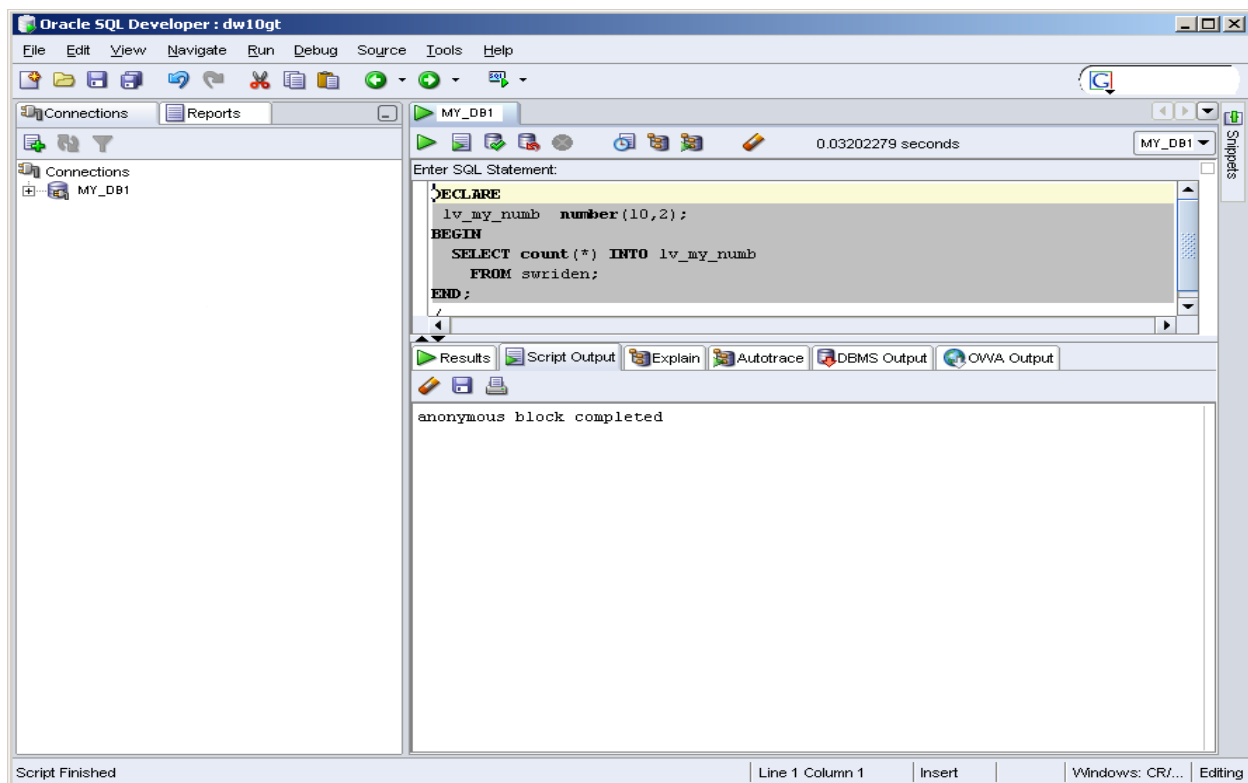 Oracle SQL Developer : dw10gt
File Edit View Navigate Run Debug Source Tools Help
Connections Reports
MY_DB1
0.03202279 seconds
MY_DB1
Snippets
Connections
MY_DB1
Enter SQL Statement:
DECLARE
lv_my_numb number(10,2);
BEGIN
SELECT count(*) INTO lv_my_numb
FROM swriden;
END;
/
Results Script Output Explain Autotrace DBMS Output OWA Output
anonymous block completed
Script Finished
Line 1 Column 1 Insert Windows: CR/... Editing